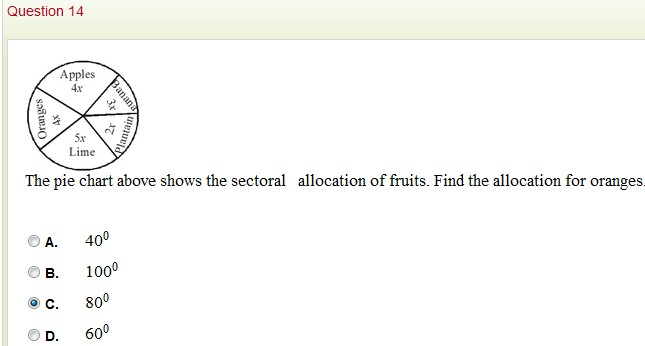 Question 14
Apples
4x
Banana
3x
Oranges
4x
2x
Plantain
5x
Lime
The pie chart above shows the sectoral allocation of fruits. Find the allocation for oranges.
A. 40⁰
B. 100⁰
C. 80⁰
D. 60⁰